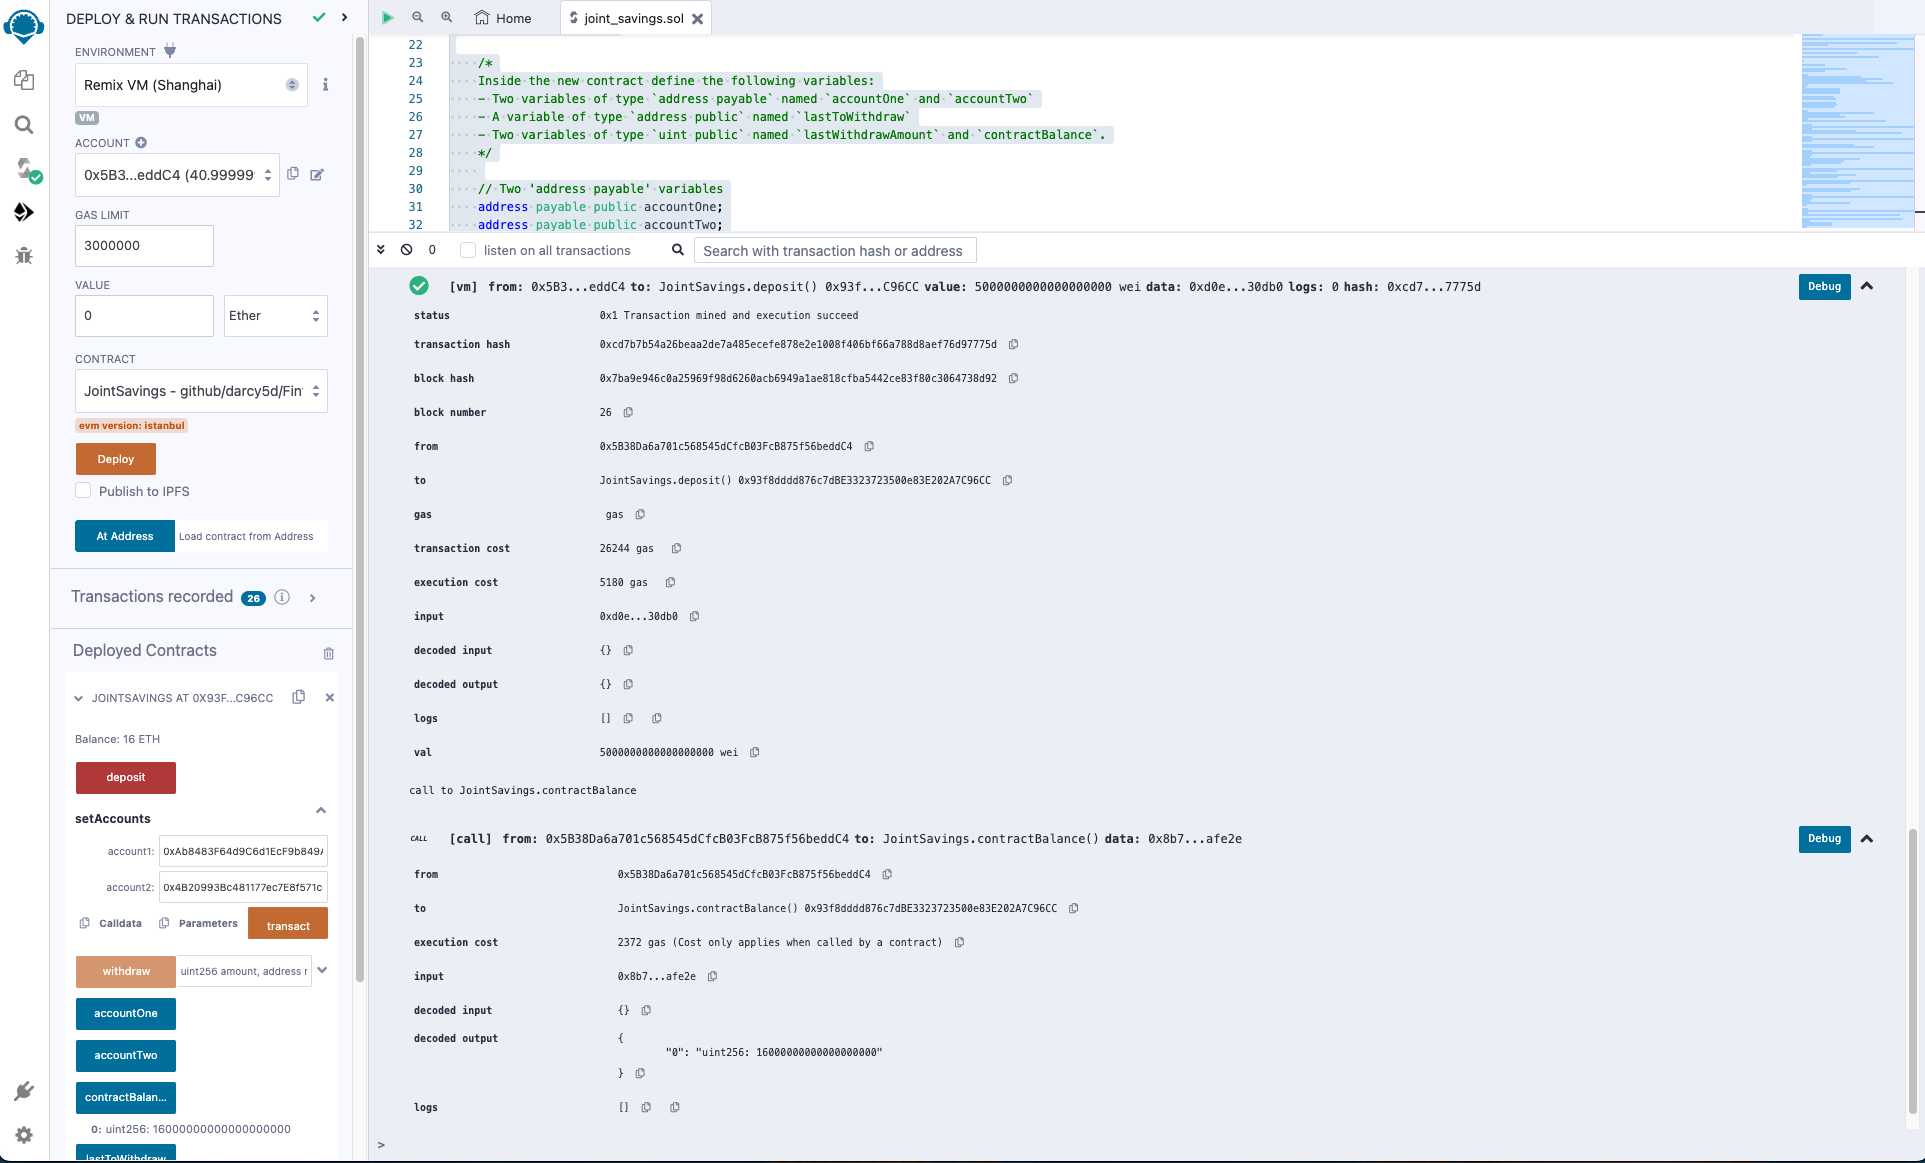 DEPLOY & RUN TRANSACTIONS
ENVIRONMENT
Remix VM (Shanghai)
VM
ACCOUNT
0x5B3...eddC4 (40.99999
GAS LIMIT
3000000
VALUE
0
Ether
CONTRACT
JointSavings - github/darcy5d/Fin
evm version: istanbul
Deploy
Publish to IPFS
At Address
Load contract from Address
Transactions recorded 26
Deployed Contracts
JOINTSAVINGS AT 0X93F...C96CC
Balance: 16 ETH
deposit
setAccounts
account1: 0xAb8483F64d9C6d1EcF9b849A
account2: 0x4B20993Bc481177ec7E8f571c
Calldata Parameters transact
withdraw uint256 amount, address r
accountOne
accountTwo
contractBalan...
0: uint256: 16000000000000000000
lastToWithdraw
Home
joint_savings.sol
22
23 /*
24 Inside the new contract define the following variables:
25 - Two variables of type `address payable` named `accountOne` and `accountTwo`
26 - A variable of type `address public` named `lastToWithdraw`
27 - Two variables of type `uint public` named `lastWithdrawAmount` and `contractBalance`.
28 */
29
30 // Two 'address payable' variables
31 address payable public accountOne;
32 address payable public accountTwo;
0 listen on all transactions Search with transaction hash or address
[vm] from: 0x5B3...eddC4 to: JointSavings.deposit() 0x93f...C96CC value: 5000000000000000000 wei data: 0xd0e...30db0 logs: 0 hash: 0xcd7...7775d Debug
status 0x1 Transaction mined and execution succeed
transaction hash 0xcd7b7b54a26beaa2de7a485ecefe878e2e1008f406bf66a788d8aef76d97775d
block hash 0x7ba9e946c0a25969f98d6260acb6949a1ae818cfba5442ce83f80c3064738d92
block number 26
from 0x5B38Da6a701c568545dCfcB03FcB875f56beddC4
to JointSavings.deposit() 0x93f8dddd876c7dBE3323723500e83E202A7C96CC
gas gas
transaction cost 26244 gas
execution cost 5180 gas
input 0xd0e...30db0
decoded input {}
decoded output {}
logs []
val 5000000000000000000 wei
call to JointSavings.contractBalance
CALL [call] from: 0x5B38Da6a701c568545dCfcB03FcB875f56beddC4 to: JointSavings.contractBalance() data: 0x8b7...afe2e Debug
from 0x5B38Da6a701c568545dCfcB03FcB875f56beddC4
to JointSavings.contractBalance() 0x93f8dddd876c7dBE3323723500e83E202A7C96CC
execution cost 2372 gas (Cost only applies when called by a contract)
input 0x8b7...afe2e
decoded input {}
decoded output {
"0": "uint256: 16000000000000000000"
}
logs []
>